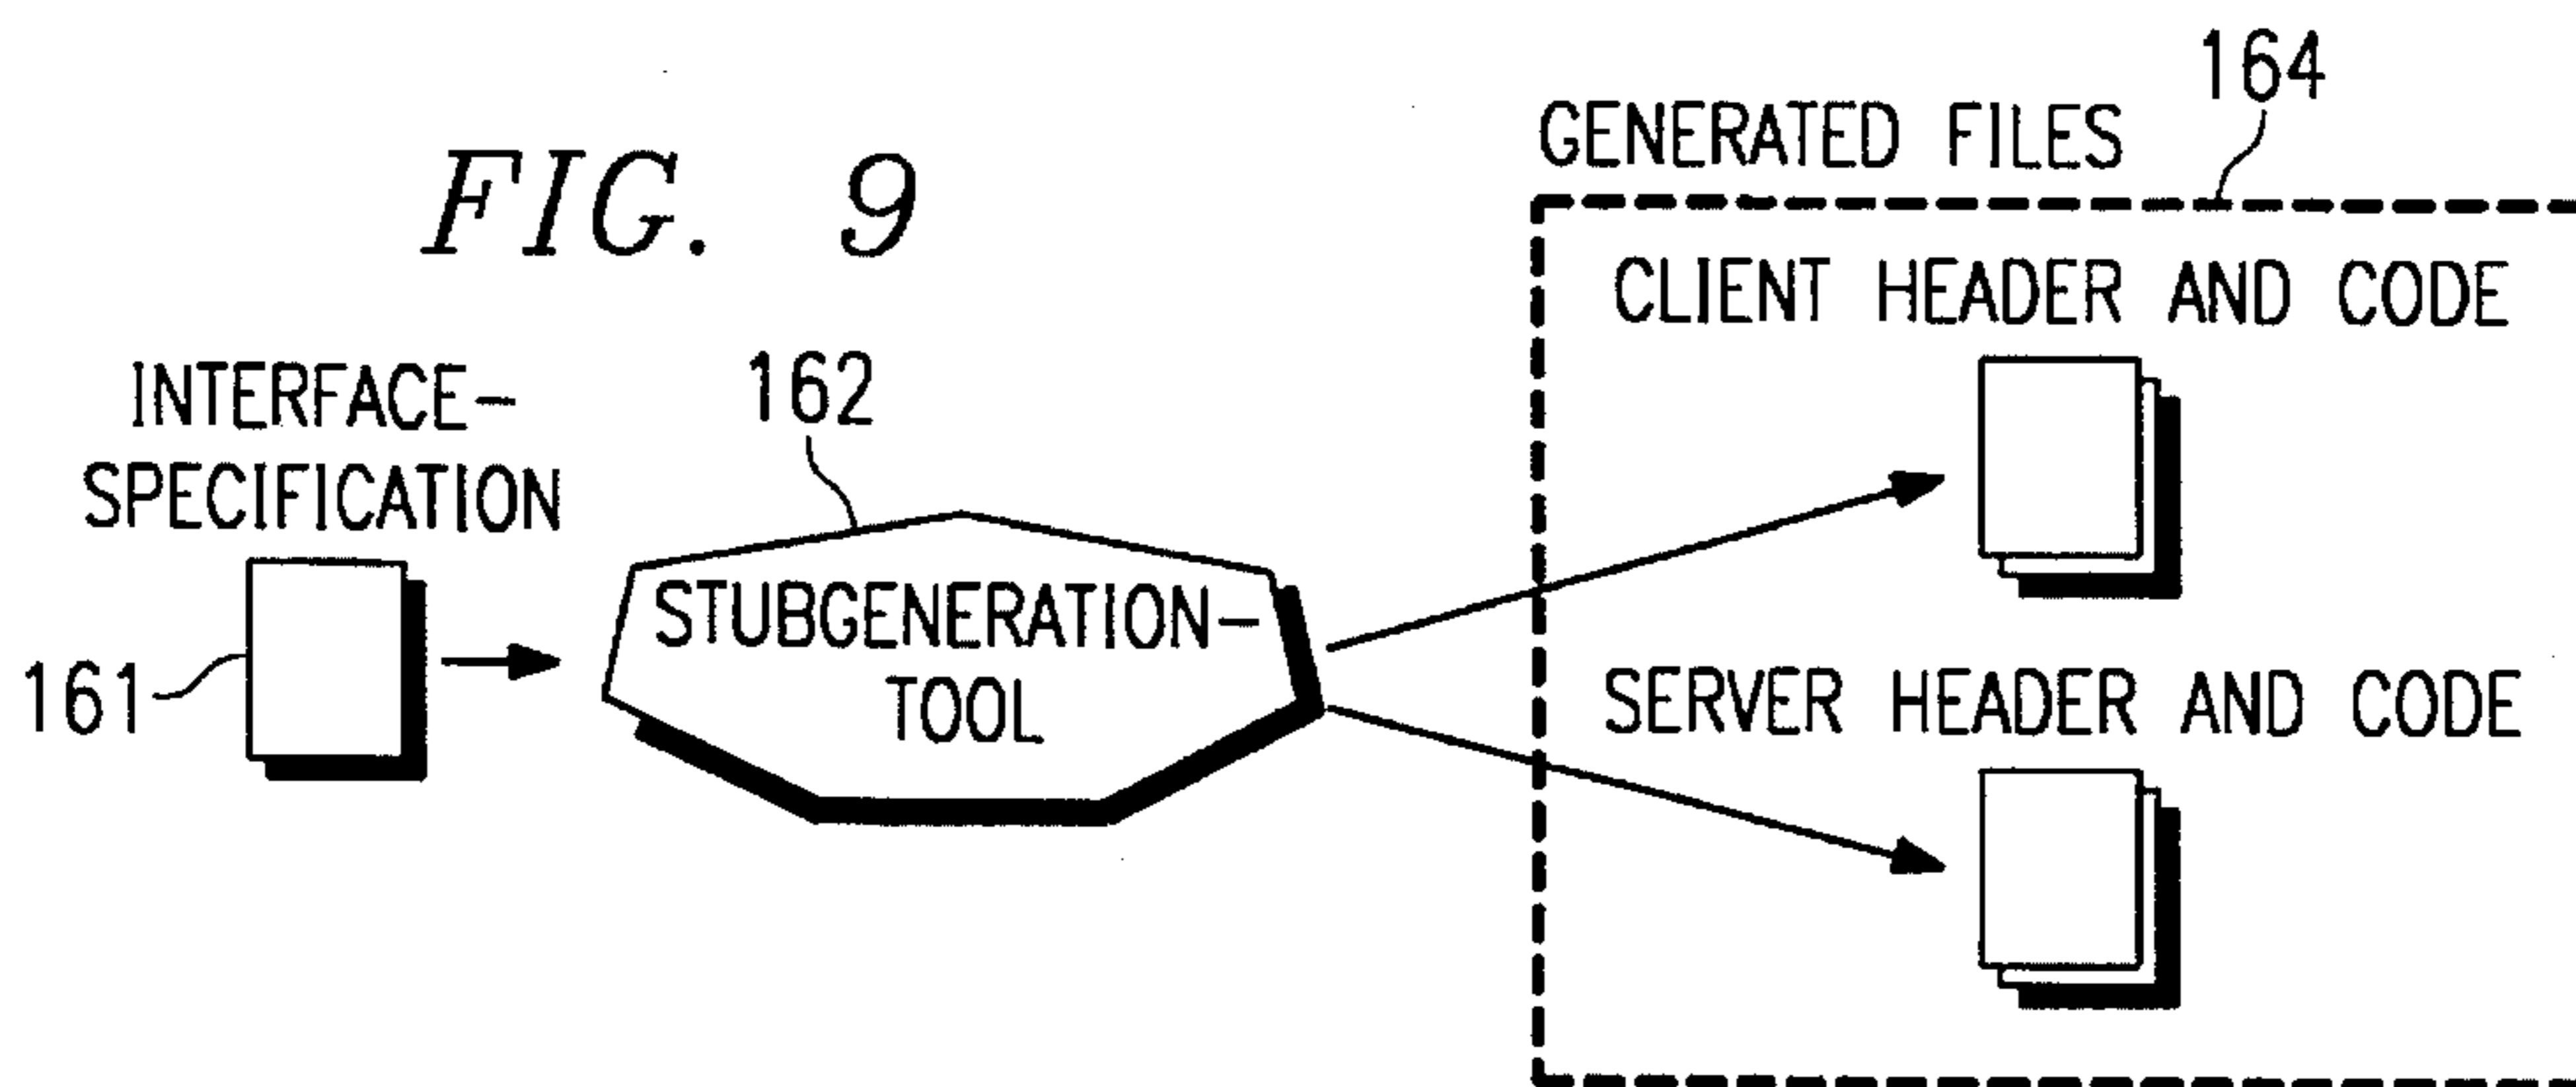 FIG. 9
164
GENERATED FILES
CLIENT HEADER AND CODE
INTERFACE-
SPECIFICATION
162
STUBGENERATION-
TOOL
161
SERVER HEADER AND CODE